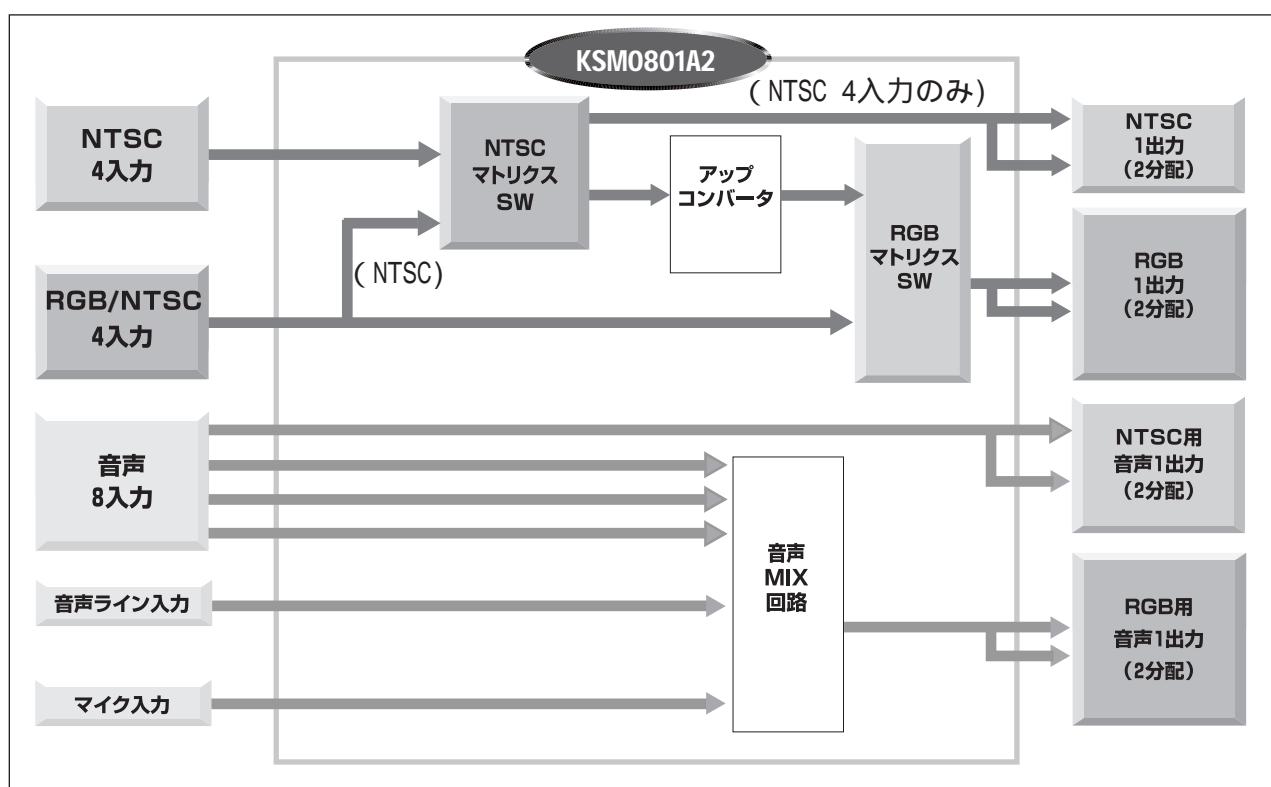 KSM0801A2
(NTSC 4入力のみ)
NTSC
4入力
NTSC
マトリクス
SW
アップ
コンバータ
NTSC
1出力
(2分配)
(NTSC)
RGB/NTSC
4入力
RGB
マトリクス
SW
RGB
1出力
(2分配)
音声
8入力
NTSC用
音声1出力
(2分配)
音声
MIX
回路
音声ライン入力
マイク入力
RGB用
音声1出力
(2分配)